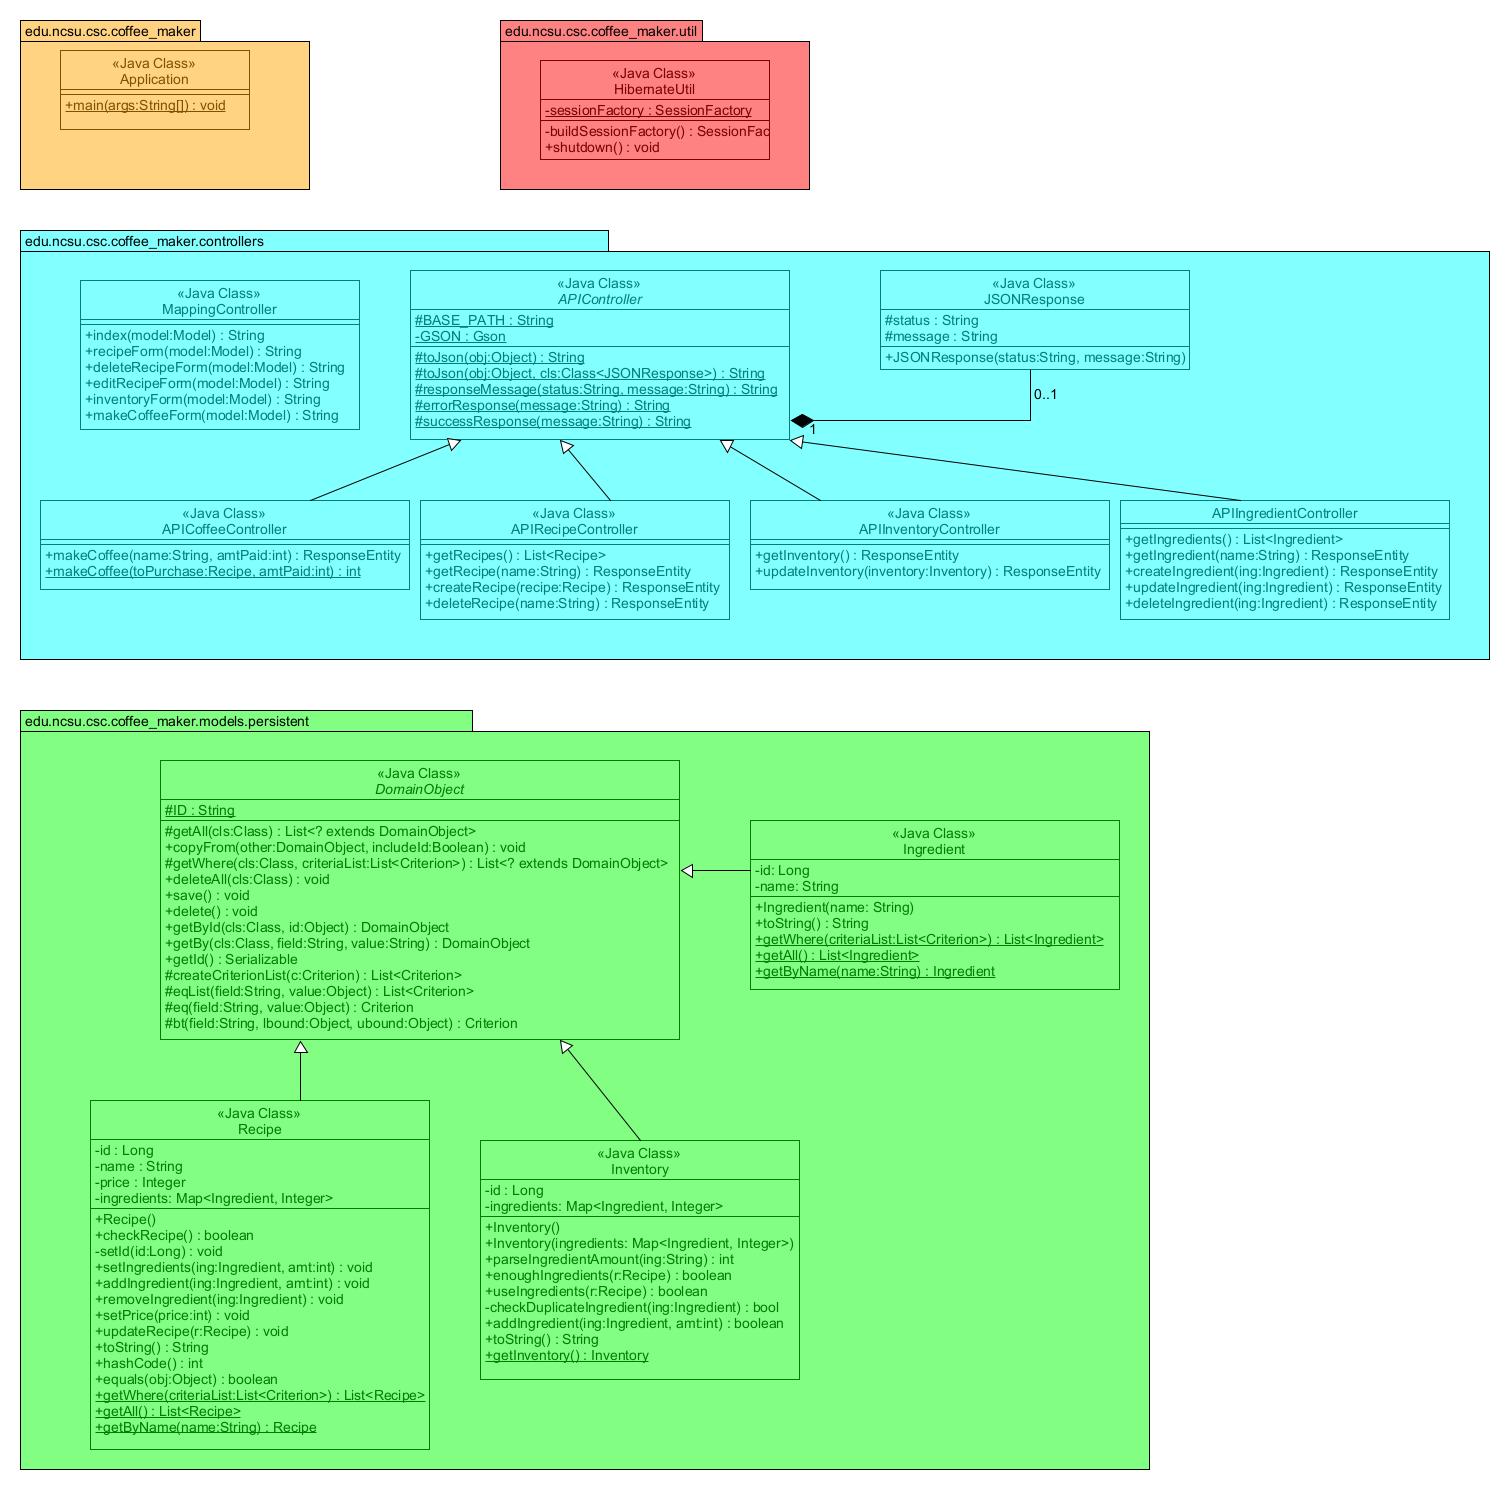 edu.ncsu.csc.coffee_maker
«Java Class»
Application
+main(args:String[]) : void
edu.ncsu.csc.coffee_maker.util
«Java Class»
HibernateUtil
-sessionFactory : SessionFactory
-buildSessionFactory() : SessionFac
+shutdown() : void
edu.ncsu.csc.coffee_maker.controllers
«Java Class»
MappingController
+index(model:Model) : String
+recipeForm(model:Model) : String
+deleteRecipeForm(model:Model) : String
+editRecipeForm(model:Model) : String
+inventoryForm(model:Model) : String
+makeCoffeeForm(model:Model) : String
«Java Class»
APIController
#BASE_PATH : String
-GSON : Gson
#toJson(obj:Object) : String
#toJson(obj:Object, cls:Class<JSONResponse>) : String
#responseMessage(status:String, message:String) : String
#errorResponse(message:String) : String
#successResponse(message:String) : String
«Java Class»
JSONResponse
#status : String
#message : String
+JSONResponse(status:String, message:String)
0..1
1
«Java Class»
APICoffeeController
+makeCoffee(name:String, amtPaid:int) : ResponseEntity
+makeCoffee(toPurchase:Recipe, amtPaid:int) : int
«Java Class»
APIRecipeController
+getRecipes() : List<Recipe>
+getRecipe(name:String) : ResponseEntity
+createRecipe(recipe:Recipe) : ResponseEntity
+deleteRecipe(name:String) : ResponseEntity
«Java Class»
APIInventoryController
+getInventory() : ResponseEntity
+updateInventory(inventory:Inventory) : ResponseEntity
APIIngredientController
+getIngredients() : List<Ingredient>
+getIngredient(name:String) : ResponseEntity
+createIngredient(ing:Ingredient) : ResponseEntity
+updateIngredient(ing:Ingredient) : ResponseEntity
+deleteIngredient(ing:Ingredient) : ResponseEntity
edu.ncsu.csc.coffee_maker.models.persistent
«Java Class»
DomainObject
#ID : String
#getAll(cls:Class) : List<? extends DomainObject>
+copyFrom(other:DomainObject, includeId:Boolean) : void
#getWhere(cls:Class, criteriaList:List<Criterion>) : List<? extends DomainObject>
+deleteAll(cls:Class) : void
+save() : void
+delete() : void
+getById(cls:Class, id:Object) : DomainObject
+getBy(cls:Class, field:String, value:String) : DomainObject
+getId() : Serializable
#createCriterionList(c:Criterion) : List<Criterion>
#eqList(field:String, value:Object) : List<Criterion>
#eq(field:String, value:Object) : Criterion
#bt(field:String, lbound:Object, ubound:Object) : Criterion
«Java Class»
Ingredient
-id: Long
-name: String
+Ingredient(name: String)
+toString() : String
+getWhere(criteriaList:List<Criterion>) : List<Ingredient>
+getAll() : List<Ingredient>
+getByName(name:String) : Ingredient
«Java Class»
Recipe
-id : Long
-name : String
-price : Integer
-ingredients: Map<Ingredient, Integer>
+Recipe()
+checkRecipe() : boolean
-setId(id:Long) : void
+setIngredients(ing:Ingredient, amt:int) : void
+addIngredient(ing:Ingredient, amt:int) : void
+removeIngredient(ing:Ingredient) : void
+setPrice(price:int) : void
+updateRecipe(r:Recipe) : void
+toString() : String
+hashCode() : int
+equals(obj:Object) : boolean
+getWhere(criteriaList:List<Criterion>) : List<Recipe>
+getAll() : List<Recipe>
+getByName(name:String) : Recipe
«Java Class»
Inventory
-id : Long
-ingredients: Map<Ingredient, Integer>
+Inventory()
+Inventory(ingredients: Map<Ingredient, Integer>)
+parseIngredientAmount(ing:String) : int
+enoughIngredients(r:Recipe) : boolean
+useIngredients(r:Recipe) : boolean
-checkDuplicateIngredient(ing:Ingredient) : bool
+addIngredient(ing:Ingredient, amt:int) : boolean
+toString() : String
+getInventory() : Inventory